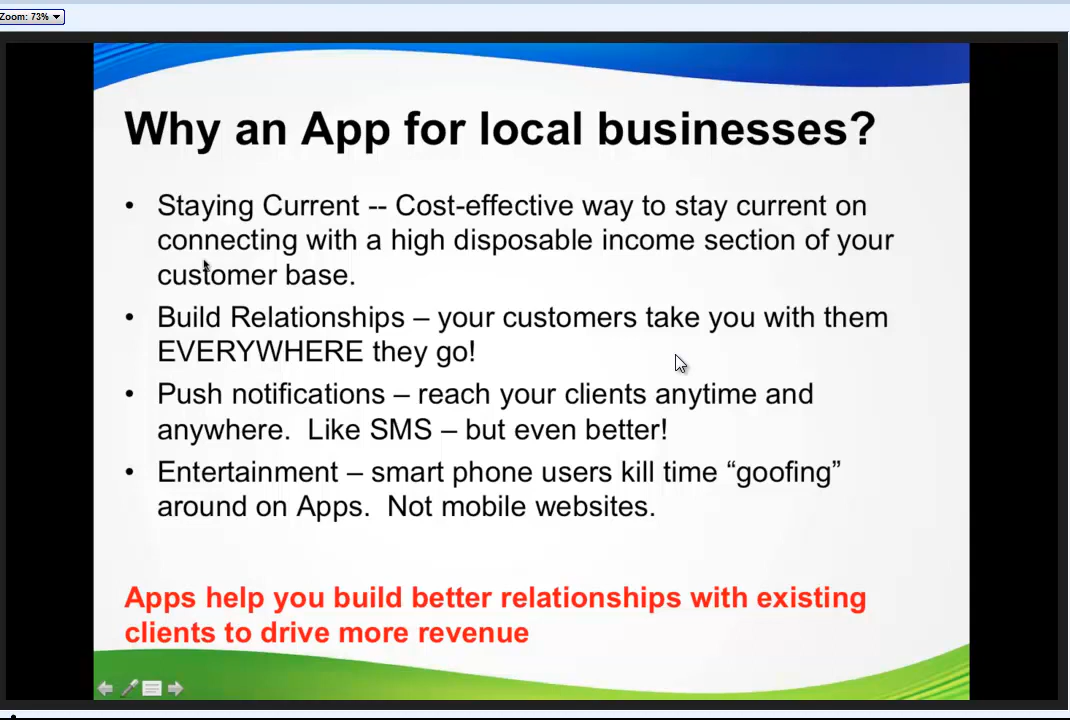 Zoom: 73%
Why an App for local businesses?
• Staying Current -- Cost-effective way to stay current on
connecting with a high disposable income section of your
customer base.
• Build Relationships – your customers take you with them
EVERYWHERE they go!
• Push notifications – reach your clients anytime and
anywhere.  Like SMS – but even better!
• Entertainment – smart phone users kill time “goofing”
around on Apps.  Not mobile websites.
Apps help you build better relationships with existing
clients to drive more revenue